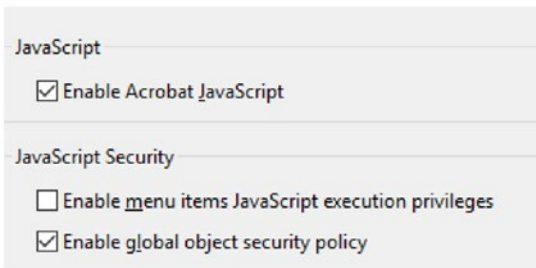 JavaScript
Enable Acrobat JavaScript
JavaScript Security
Enable menu items JavaScript execution privileges
Enable global object security policy